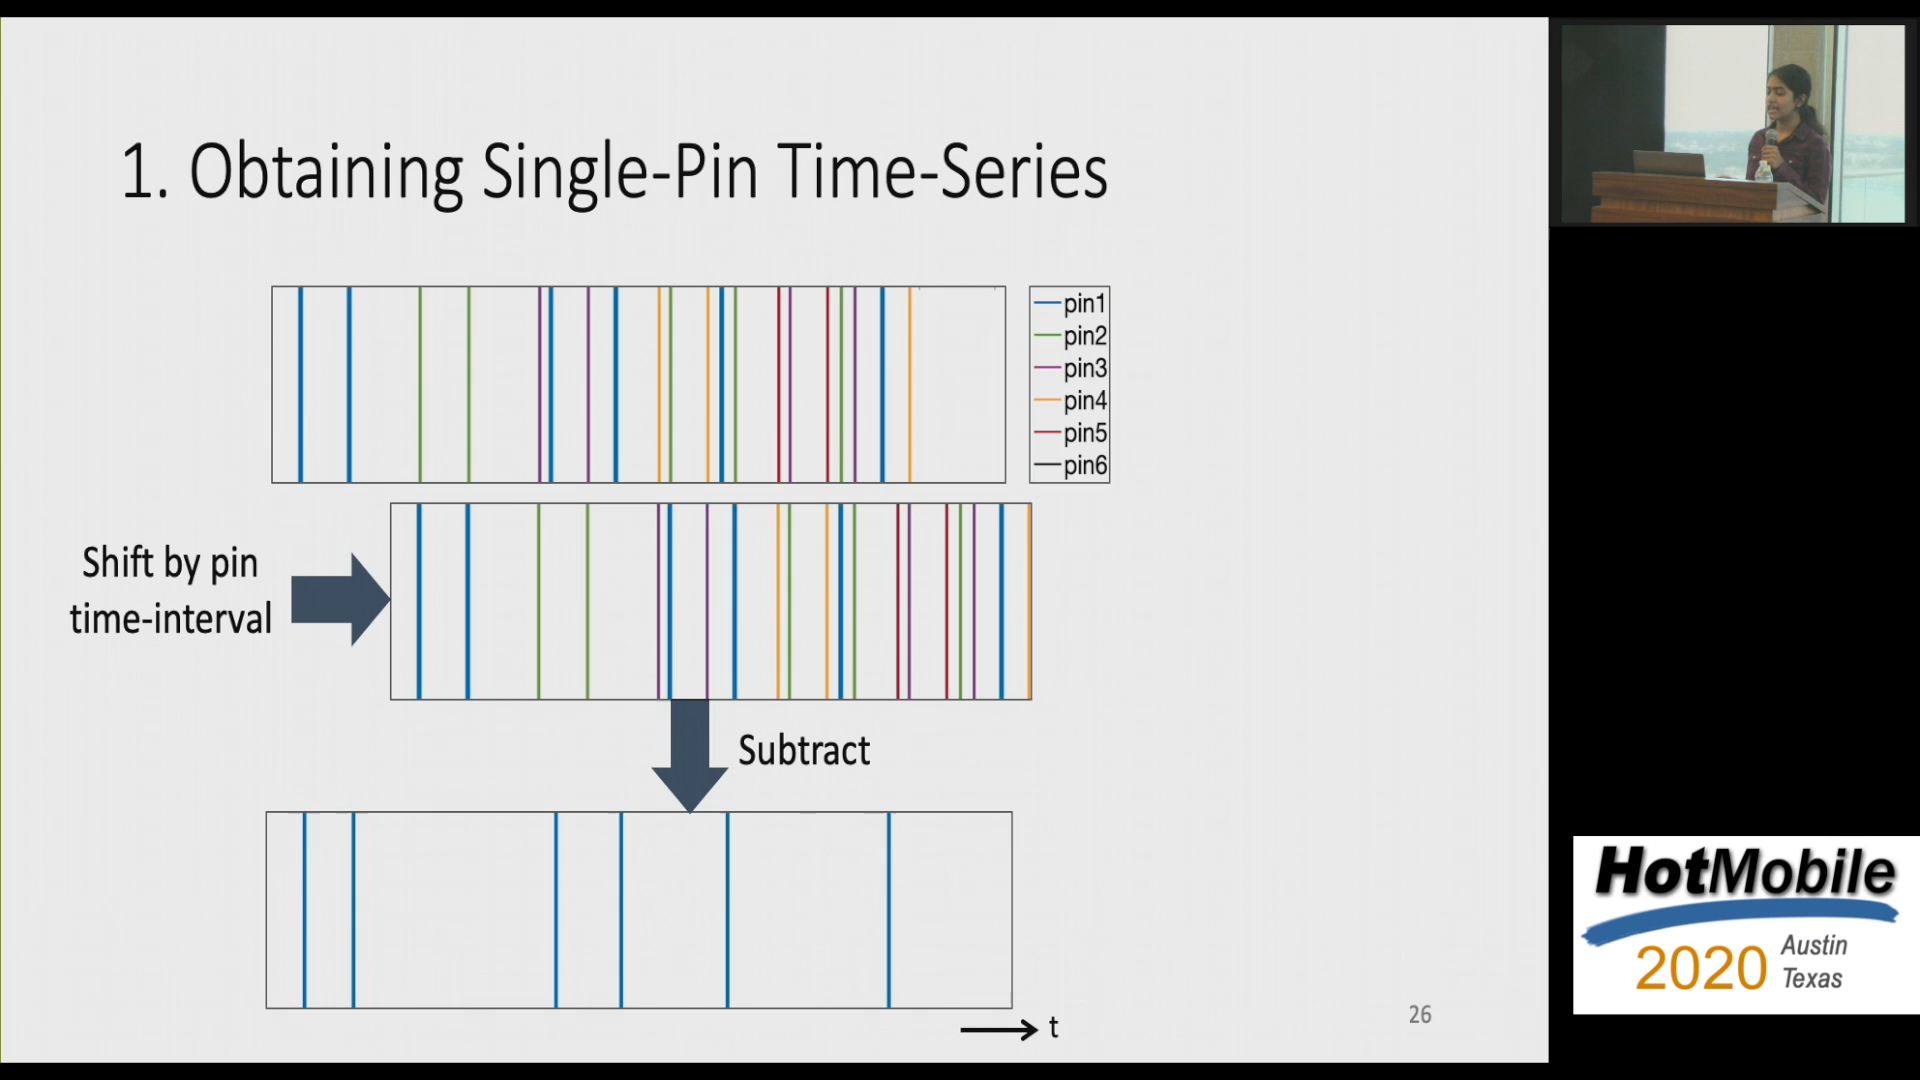 1. Obtaining Single-Pin Time-Series
pin1
pin2
pin3
pin4
pin5
pin6
Shift by pin
time-interval
Subtract
t
26
HotMobile
2020
Austin
Texas